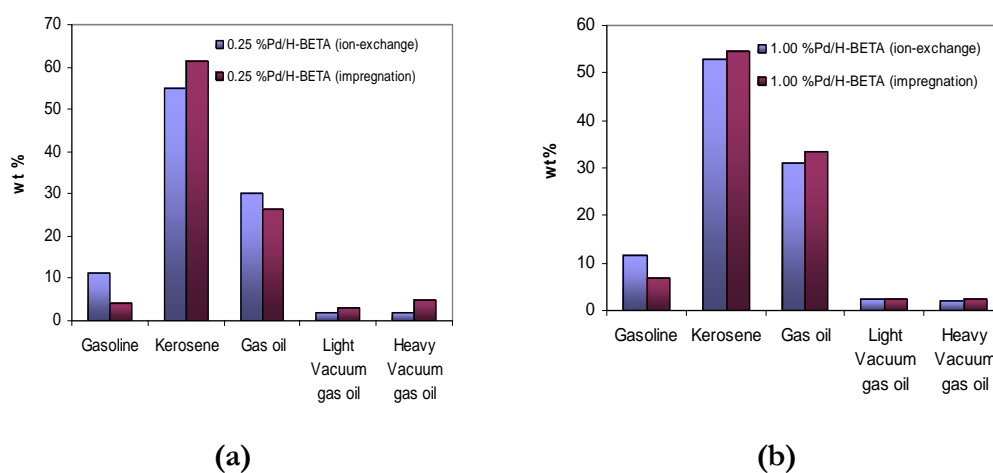 70
60
50
40
30
20
10
0
wt %
0.25 %Pd/H-BETA (ion-exchange)
0.25 %Pd/H-BETA (impregnation)
Gasoline
Kerosene
Gas oil
Light
Vacuum
gas oil
Heavy
Vacuum
gas oil
(a)
60
50
40
30
20
10
0
wt%
1.00 %Pd/H-BETA (ion-exchange)
1.00 %Pd/H-BETA (impregnation)
Gasoline
Kerosene
Gas oil
Light
Vacuum
gas oil
Heavy
Vacuum
gas oil
(b)